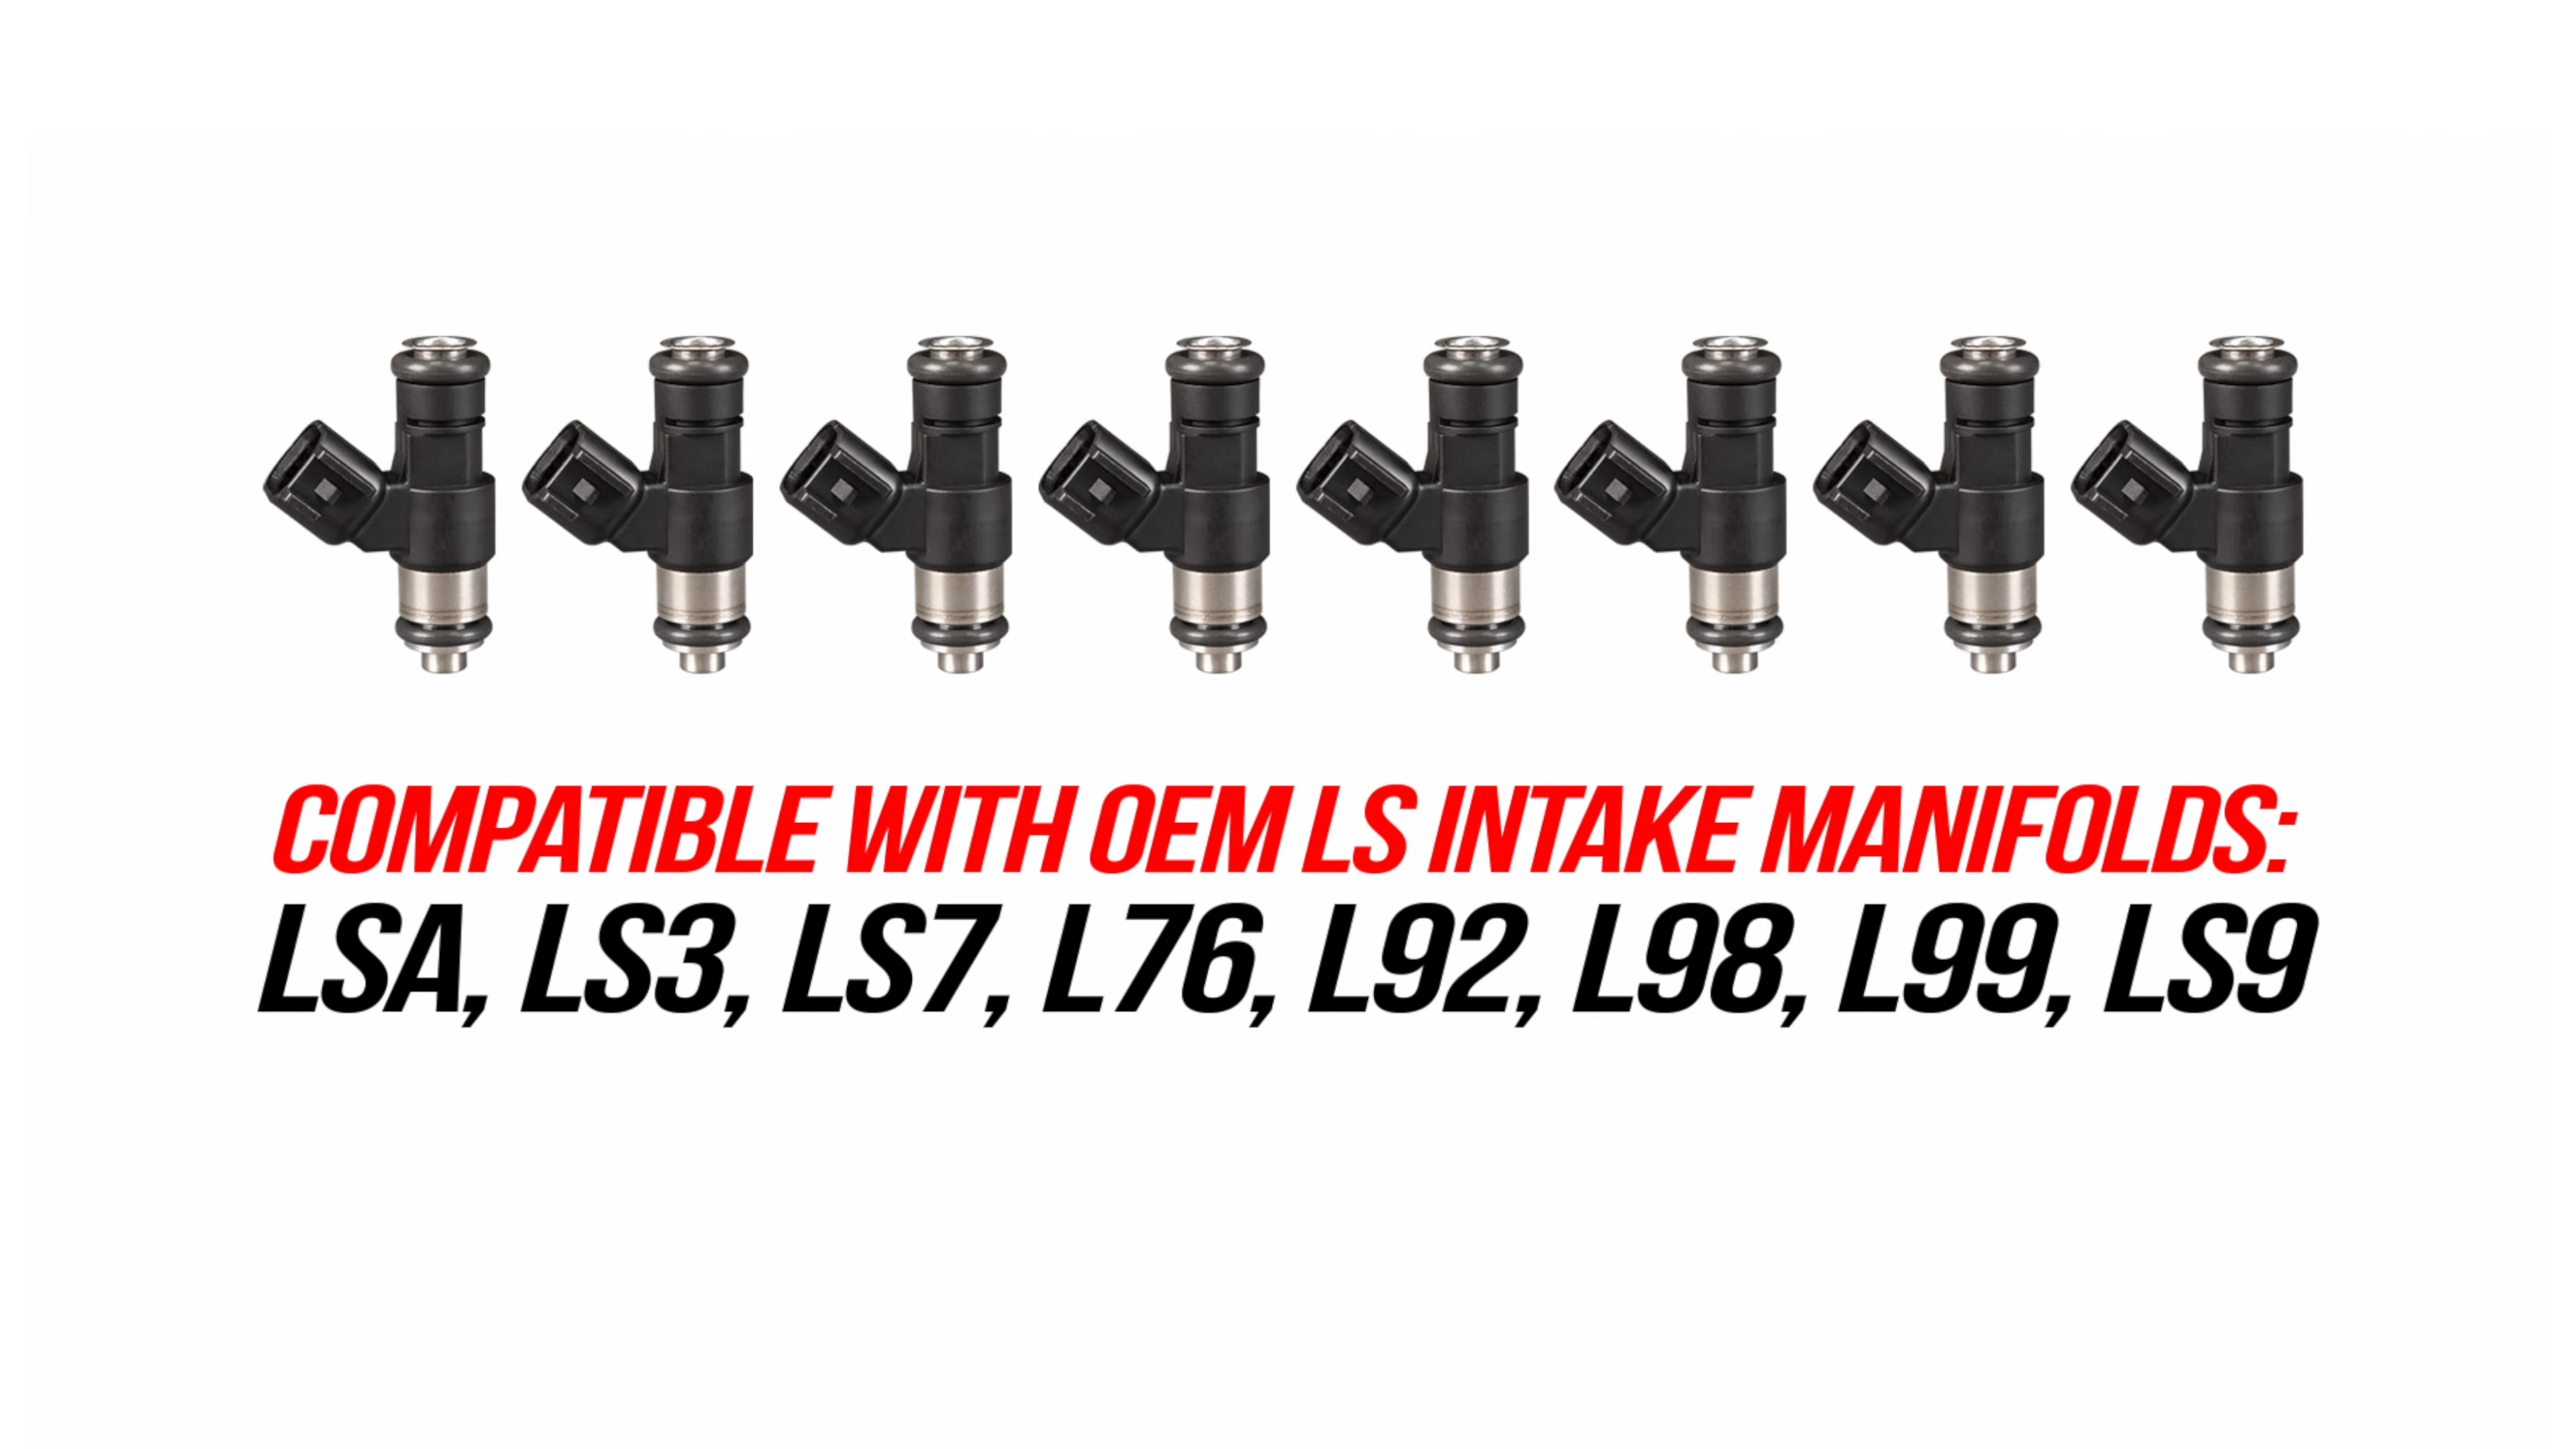 COMPATIBLE WITH OEM LS INTAKE MANIFOLDS:
LSA, LS3, LS7, L76, L92, L98, L99, LS9